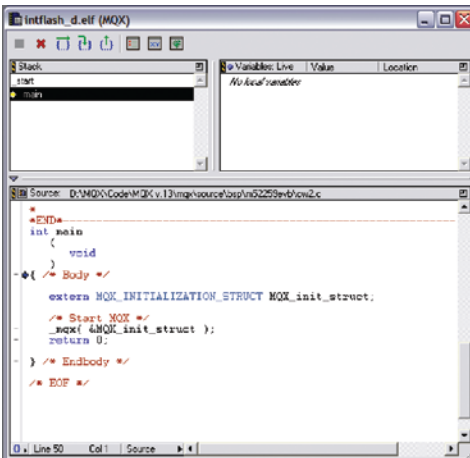 intflash_d.elf (MQX)
Stack
_start
main
Variables: Live Value Location
No local variables
Source: D:\MQX\Code\MQX v.13\mqx\source\bsp\m52259evb\cw2.c
*
*END*
int main
(
void
)
{ /* Body */
extern MQX_INITIALIZATION_STRUCT MQX_init_struct;
/* Start MQX */
_mqx( &MQX_init_struct );
return 0;
} /* Endbody */
/* EOF */
Line 50 Col 1 Source